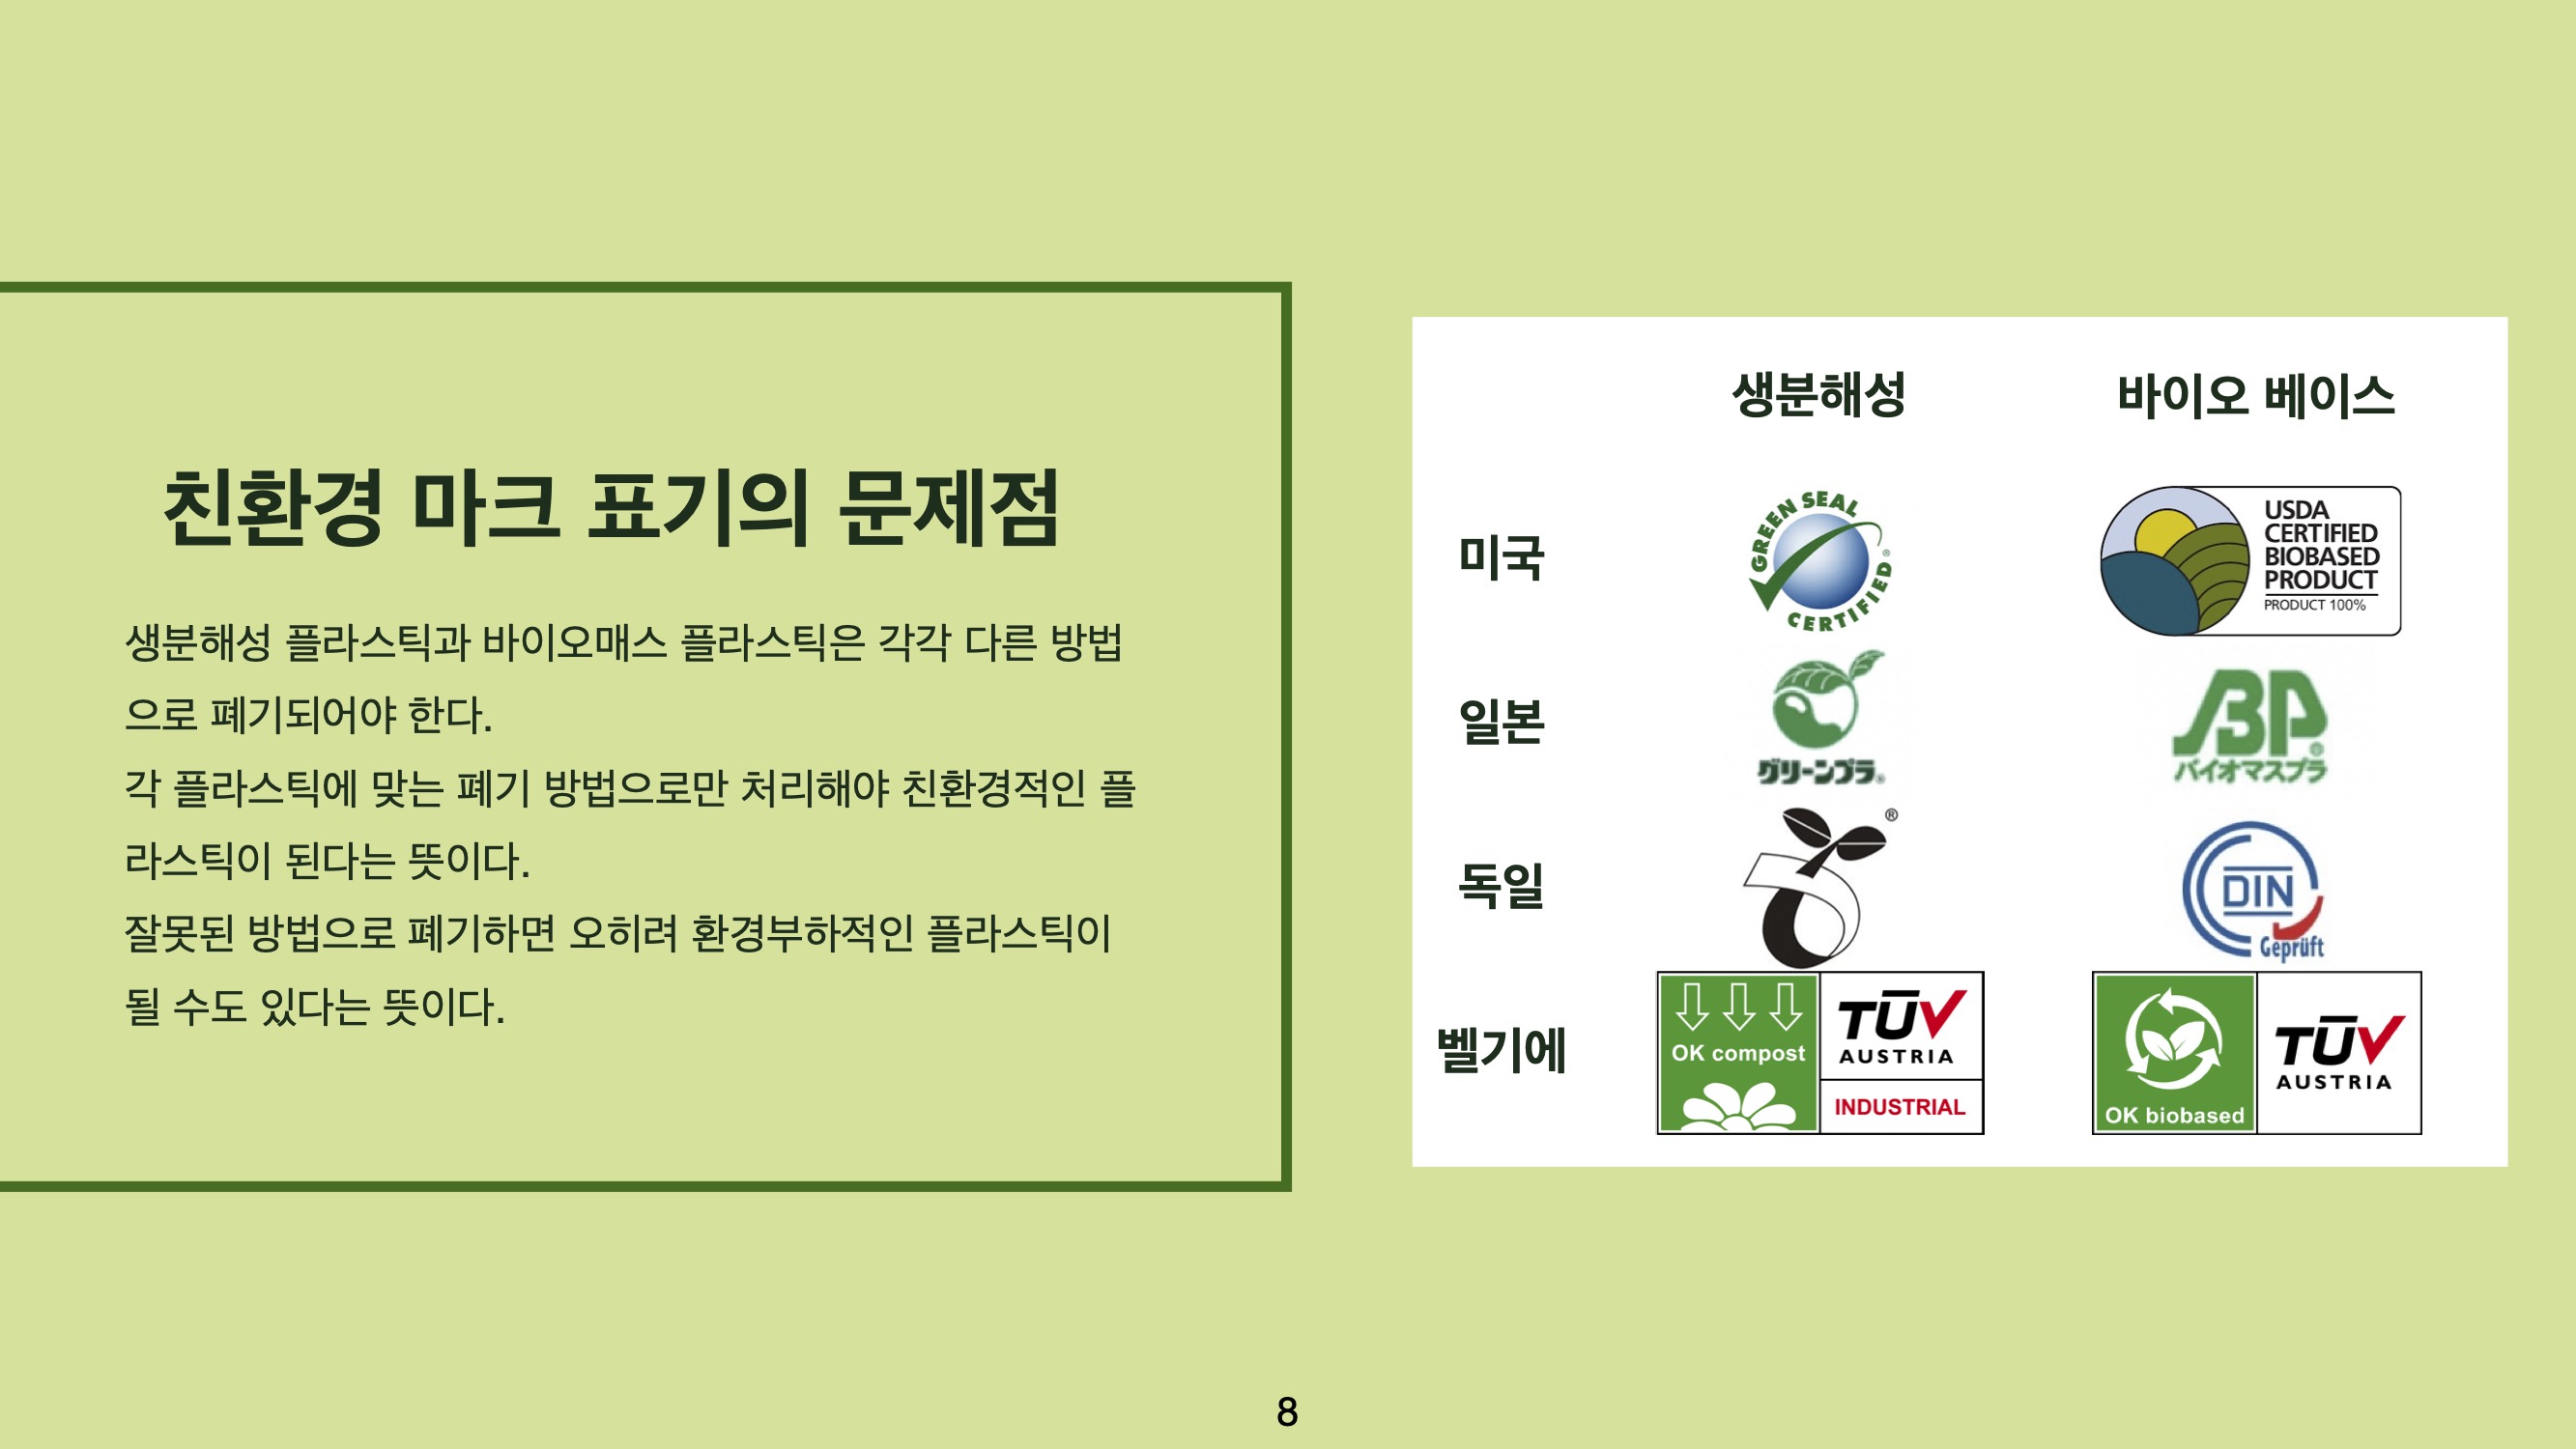 친환경 마크 표기의 문제점
생분해성 플라스틱과 바이오매스 플라스틱은 각각 다른 방법
으로 폐기되어야 한다.
각 플라스틱에 맞는 폐기 방법으로만 처리해야 친환경적인 플
라스틱이 된다는 뜻이다.
잘못된 방법으로 폐기하면 오히려 환경부하적인 플라스틱이
될 수도 있다는 뜻이다.
생분해성 바이오 베이스
미국
GREEN SEAL CERTIFIED ®
USDA
CERTIFIED
BIOBASED
PRODUCT
PRODUCT 100%
일본
グリーンプラ®
BP®
バイオマスプラ
독일
®
DIN
Geprüft
벨기에
OK compost
TÜV
AUSTRIA
INDUSTRIAL
OK biobased
TÜV
AUSTRIA
8